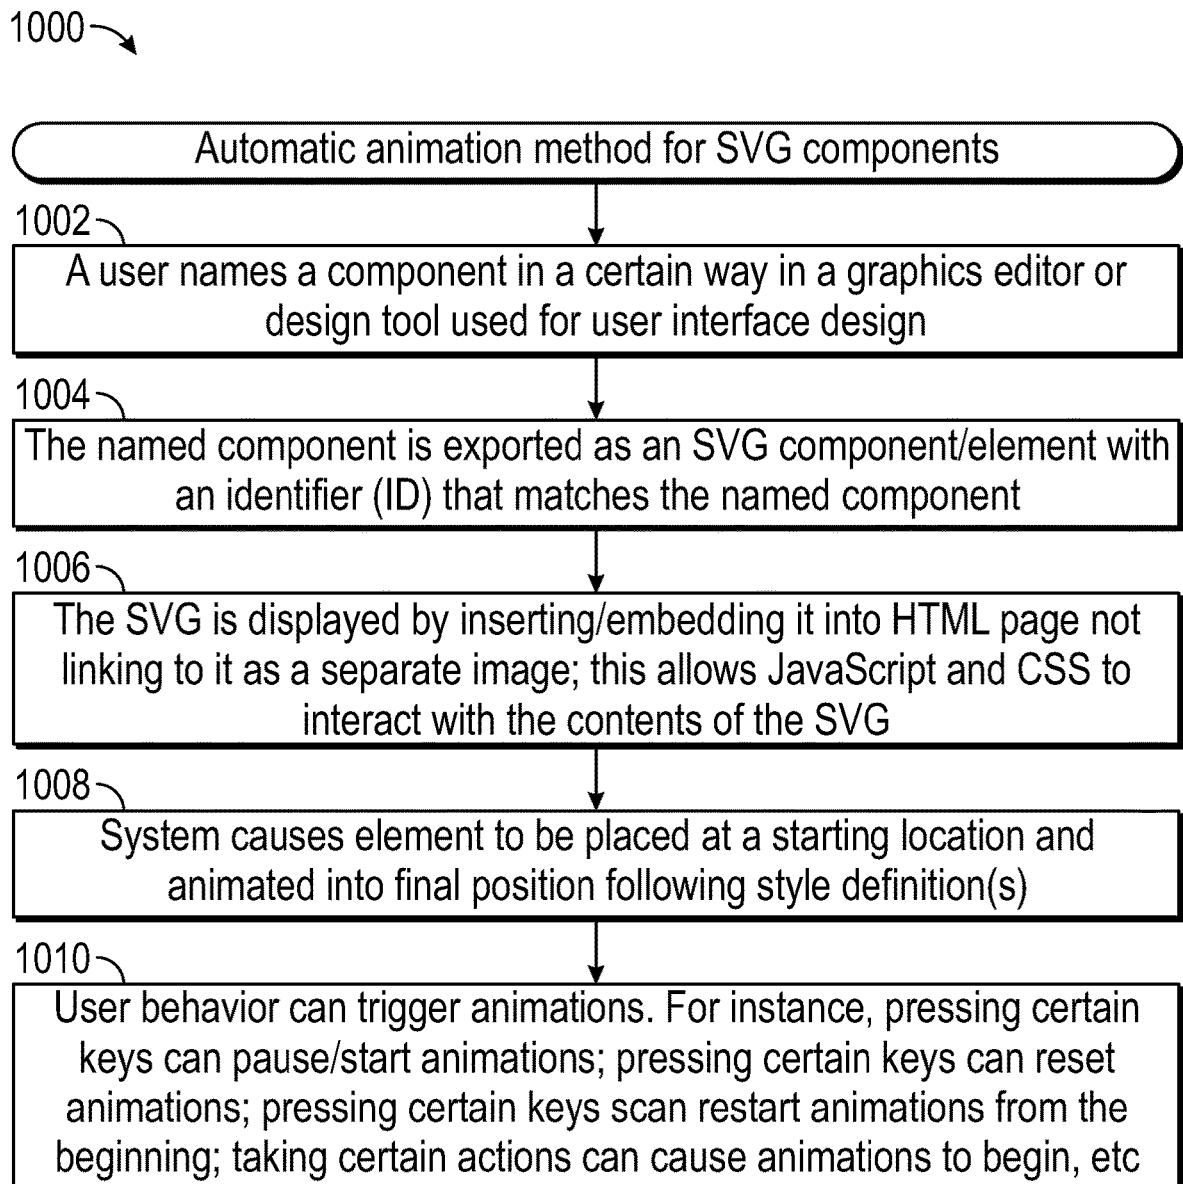 1000
Automatic animation method for SVG components
1002
A user names a component in a certain way in a graphics editor or
design tool used for user interface design
1004
The named component is exported as an SVG component/element with
an identifier (ID) that matches the named component
1006
The SVG is displayed by inserting/embedding it into HTML page not
linking to it as a separate image; this allows JavaScript and CSS to
interact with the contents of the SVG
1008
System causes element to be placed at a starting location and
animated into final position following style definition(s)
1010
User behavior can trigger animations. For instance, pressing certain
keys can pause/start animations; pressing certain keys can reset
animations; pressing certain keys scan restart animations from the
beginning; taking certain actions can cause animations to begin, etc